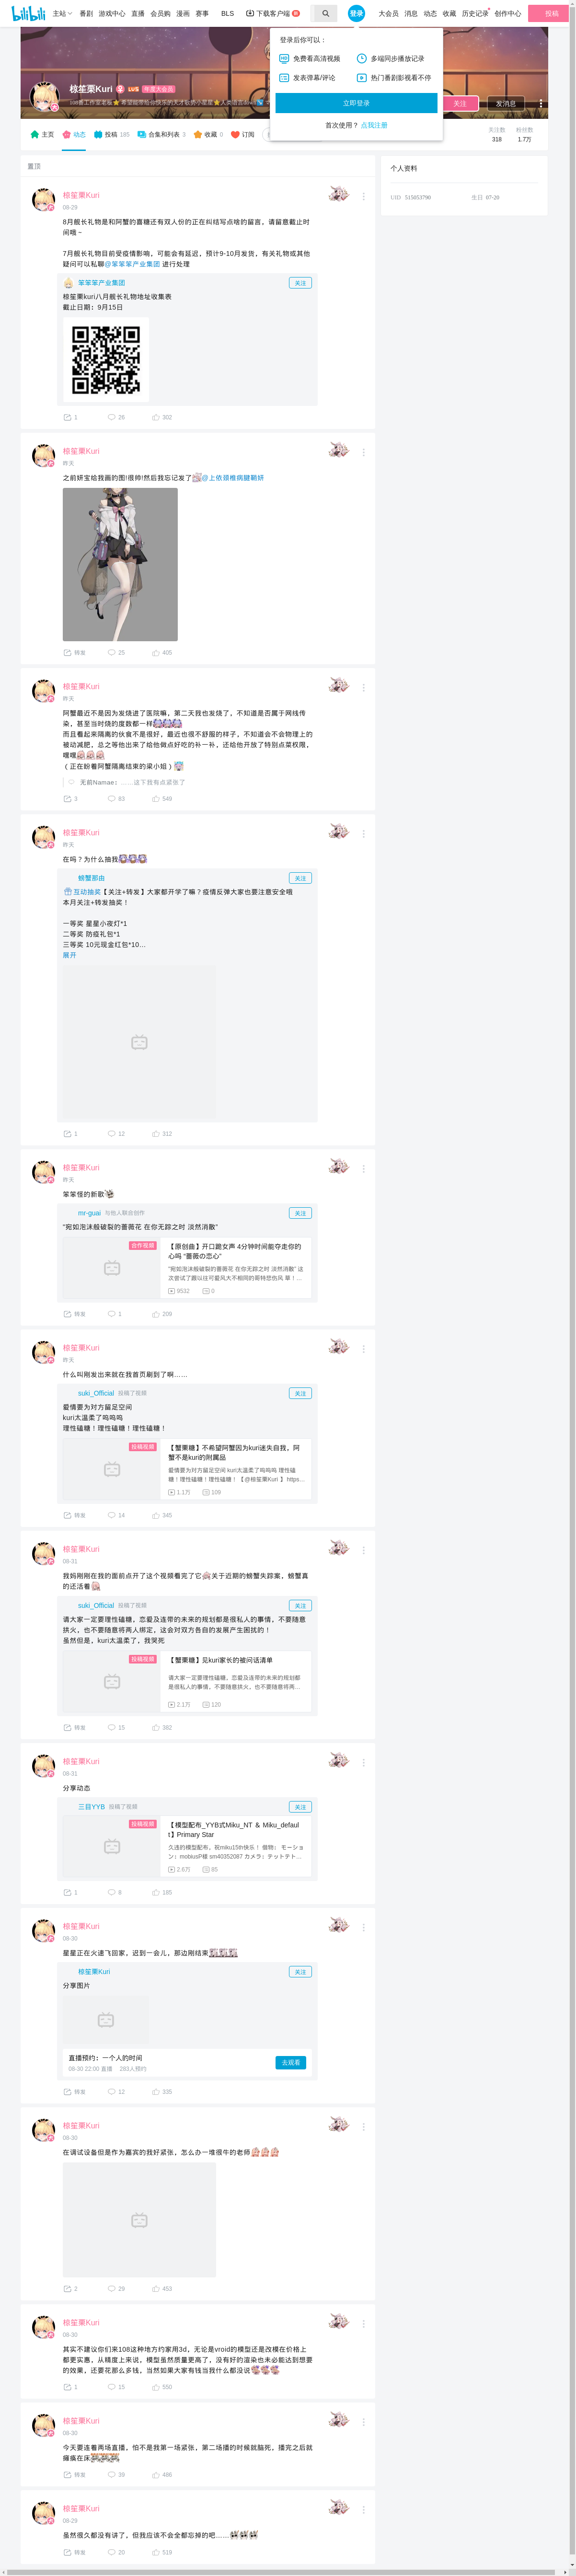 bilibili 主站 番剧 游戏中心 直播 会员购 漫画 赛事 BLS 下载客户端 登录 大会员 消息 动态 收藏 历史记录 创作中心 投稿
登录后你可以：
免费看高清视频 多端同步播放记录
发表弹幕/评论 热门番剧影视看不停
立即登录
首次使用？ 点我注册
椋笙栗Kuri LV5 年度大会员
关注 发消息
主页 动态 投稿 185 合集和列表 3 收藏 0 订阅
关注数 318
粉丝数 1.7万
个人资料
UID 515053790 生日 07-20
置顶
椋笙栗Kuri
08-29
8月舰长礼物是和阿蟹的喜糖还有双人份的正在纠结写点啥的留言，请留意截止时
间哦～
7月舰长礼物目前受疫情影响，可能会有延迟，预计9-10月发货，有关礼物或其他
疑问可以私聊@笨笨笨产业集团 进行处理
笨笨笨产业集团 关注
椋笙栗kuri八月舰长礼物地址收集表
截止日期：9月15日
1 26 302
椋笙栗Kuri
昨天
之前妍宝给我画的图!很帅!然后我忘记发了@上依頚椎病腱鞘妍
转发 25 405
椋笙栗Kuri
昨天
阿蟹最近不是因为发烧进了医院嘛，第二天我也发烧了，不知道是否属于网线传
染，甚至当时烧的度数都一样
而且看起来隔离的伙食不是很好，最近也很不舒服的样子，不知道会不会物理上的
被动减肥，总之等他出来了给他做点好吃的补一补，还给他开放了特别点菜权限，
嘿嘿
（正在盼着阿蟹隔离结束的梁小姐）
无前Namae：……这下我有点紧张了
3 83 549
椋笙栗Kuri
昨天
在吗？为什么抽我
螃蟹那由 关注
互动抽奖【关注+转发】大家都开学了嘛？疫情反弹大家也要注意安全哦
本月关注+转发抽奖！
一等奖 星星小夜灯*1
二等奖 防疫礼包*1
三等奖 10元现金红包*10...
展开
1 12 312
椋笙栗Kuri
昨天
笨笨怪的新歌
mr-guai 与他人联合创作 关注
"宛如泡沫般破裂的蔷薇花 在你无踪之时 淡然消散"
合作视频
【原创曲】开口跪女声 4分钟时间能夺走你的
心吗 "蔷薇の恋心"
"宛如泡沫般破裂的蔷薇花 在你无踪之时 淡然消散" 这
次尝试了跟以往可爱风大不相同的哥特悲伤风 草！...
9532 0
转发 1 209
椋笙栗Kuri
昨天
什么叫刚发出来就在我首页刷到了啊……
suki_Official 投稿了视频 关注
爱情要为对方留足空间
kuri太温柔了呜呜呜
理性磕糖！理性磕糖！理性磕糖！
投稿视频
【蟹栗糖】不希望阿蟹因为kuri迷失自我，阿
蟹不是kuri的附属品
爱情要为对方留足空间 kuri太温柔了呜呜呜 理性磕
糖！理性磕糖！理性磕糖！ 【@椋笙栗Kuri 】 https...
1.1万 109
转发 14 345
椋笙栗Kuri
08-31
我妈刚刚在我的面前点开了这个视频看完了它 关于近期的螃蟹失踪案，螃蟹真
的还活着
suki_Official 投稿了视频 关注
请大家一定要理性磕糖，恋爱及连带的未来的规划都是很私人的事情，不要随意
拱火，也不要随意将两人绑定，这会对双方各自的发展产生困扰的！
虽然但是，kuri太温柔了，我哭死
投稿视频
【蟹栗糖】见kuri家长的被问话清单
请大家一定要理性磕糖，恋爱及连带的未来的规划都
是很私人的事情，不要随意拱火，也不要随意将两...
2.1万 120
转发 15 382
椋笙栗Kuri
08-31
分享动态
三目YYB 投稿了视频 关注
投稿视频
【模型配布_YYB式Miku_NT ＆ Miku_defaul
t】Primary Star
久违的模型配布，祝miku15th快乐！ 借物： モーショ
ン：mobiusP様 sm40352087 カメラ：チットチト...
2.6万 85
1 8 185
椋笙栗Kuri
08-30
星星正在火速飞回家，迟到一会儿，那边刚结束
椋笙栗Kuri 关注
分享图片
直播预约：一个人的时间
08-30 22:00 直播 283人预约
去观看
转发 12 335
椋笙栗Kuri
08-30
在调试设备但是作为嘉宾的我好紧张，怎么办一堆很牛的老师
2 29 453
椋笙栗Kuri
08-30
其实不建议你们来108这种地方约家用3d，无论是vroid的模型还是改模在价格上
都更实惠，从精度上来说，模型虽然质量更高了，没有好的渲染也未必能达到想要
的效果，还要花那么多钱，当然如果大家有钱当我什么都没说
1 15 550
椋笙栗Kuri
08-30
今天要连着两场直播，怕不是我第一场紧张，第二场播的时候就脑死，播完之后就
瘫痪在床
转发 39 486
椋笙栗Kuri
08-29
虽然很久都没有讲了，但我应该不会全都忘掉的吧……
转发 20 519